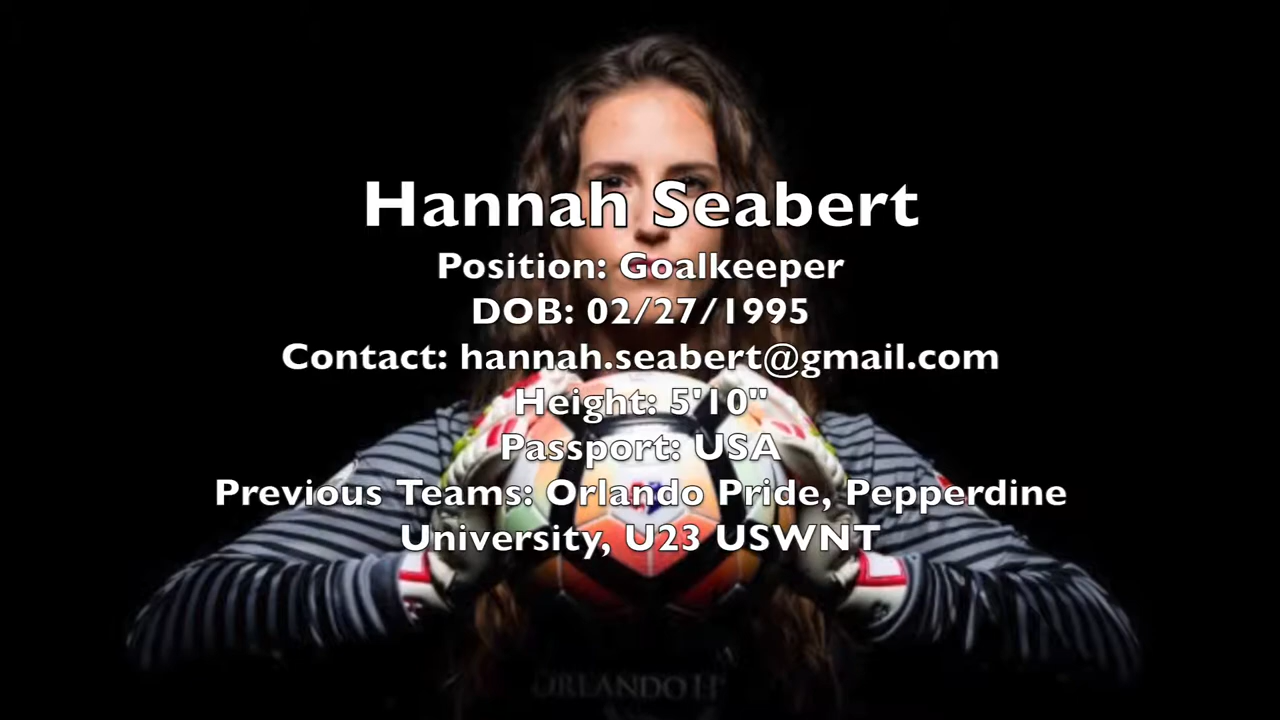 Hannah Seabert
Position: Goalkeeper
DOB: 02/27/1995
Contact: hannah.seabert@gmail.com
Height: 5'10"
Passport: USA
Previous Teams: Orlando Pride, Pepperdine
University, U23 USWNT
ORLANDO H